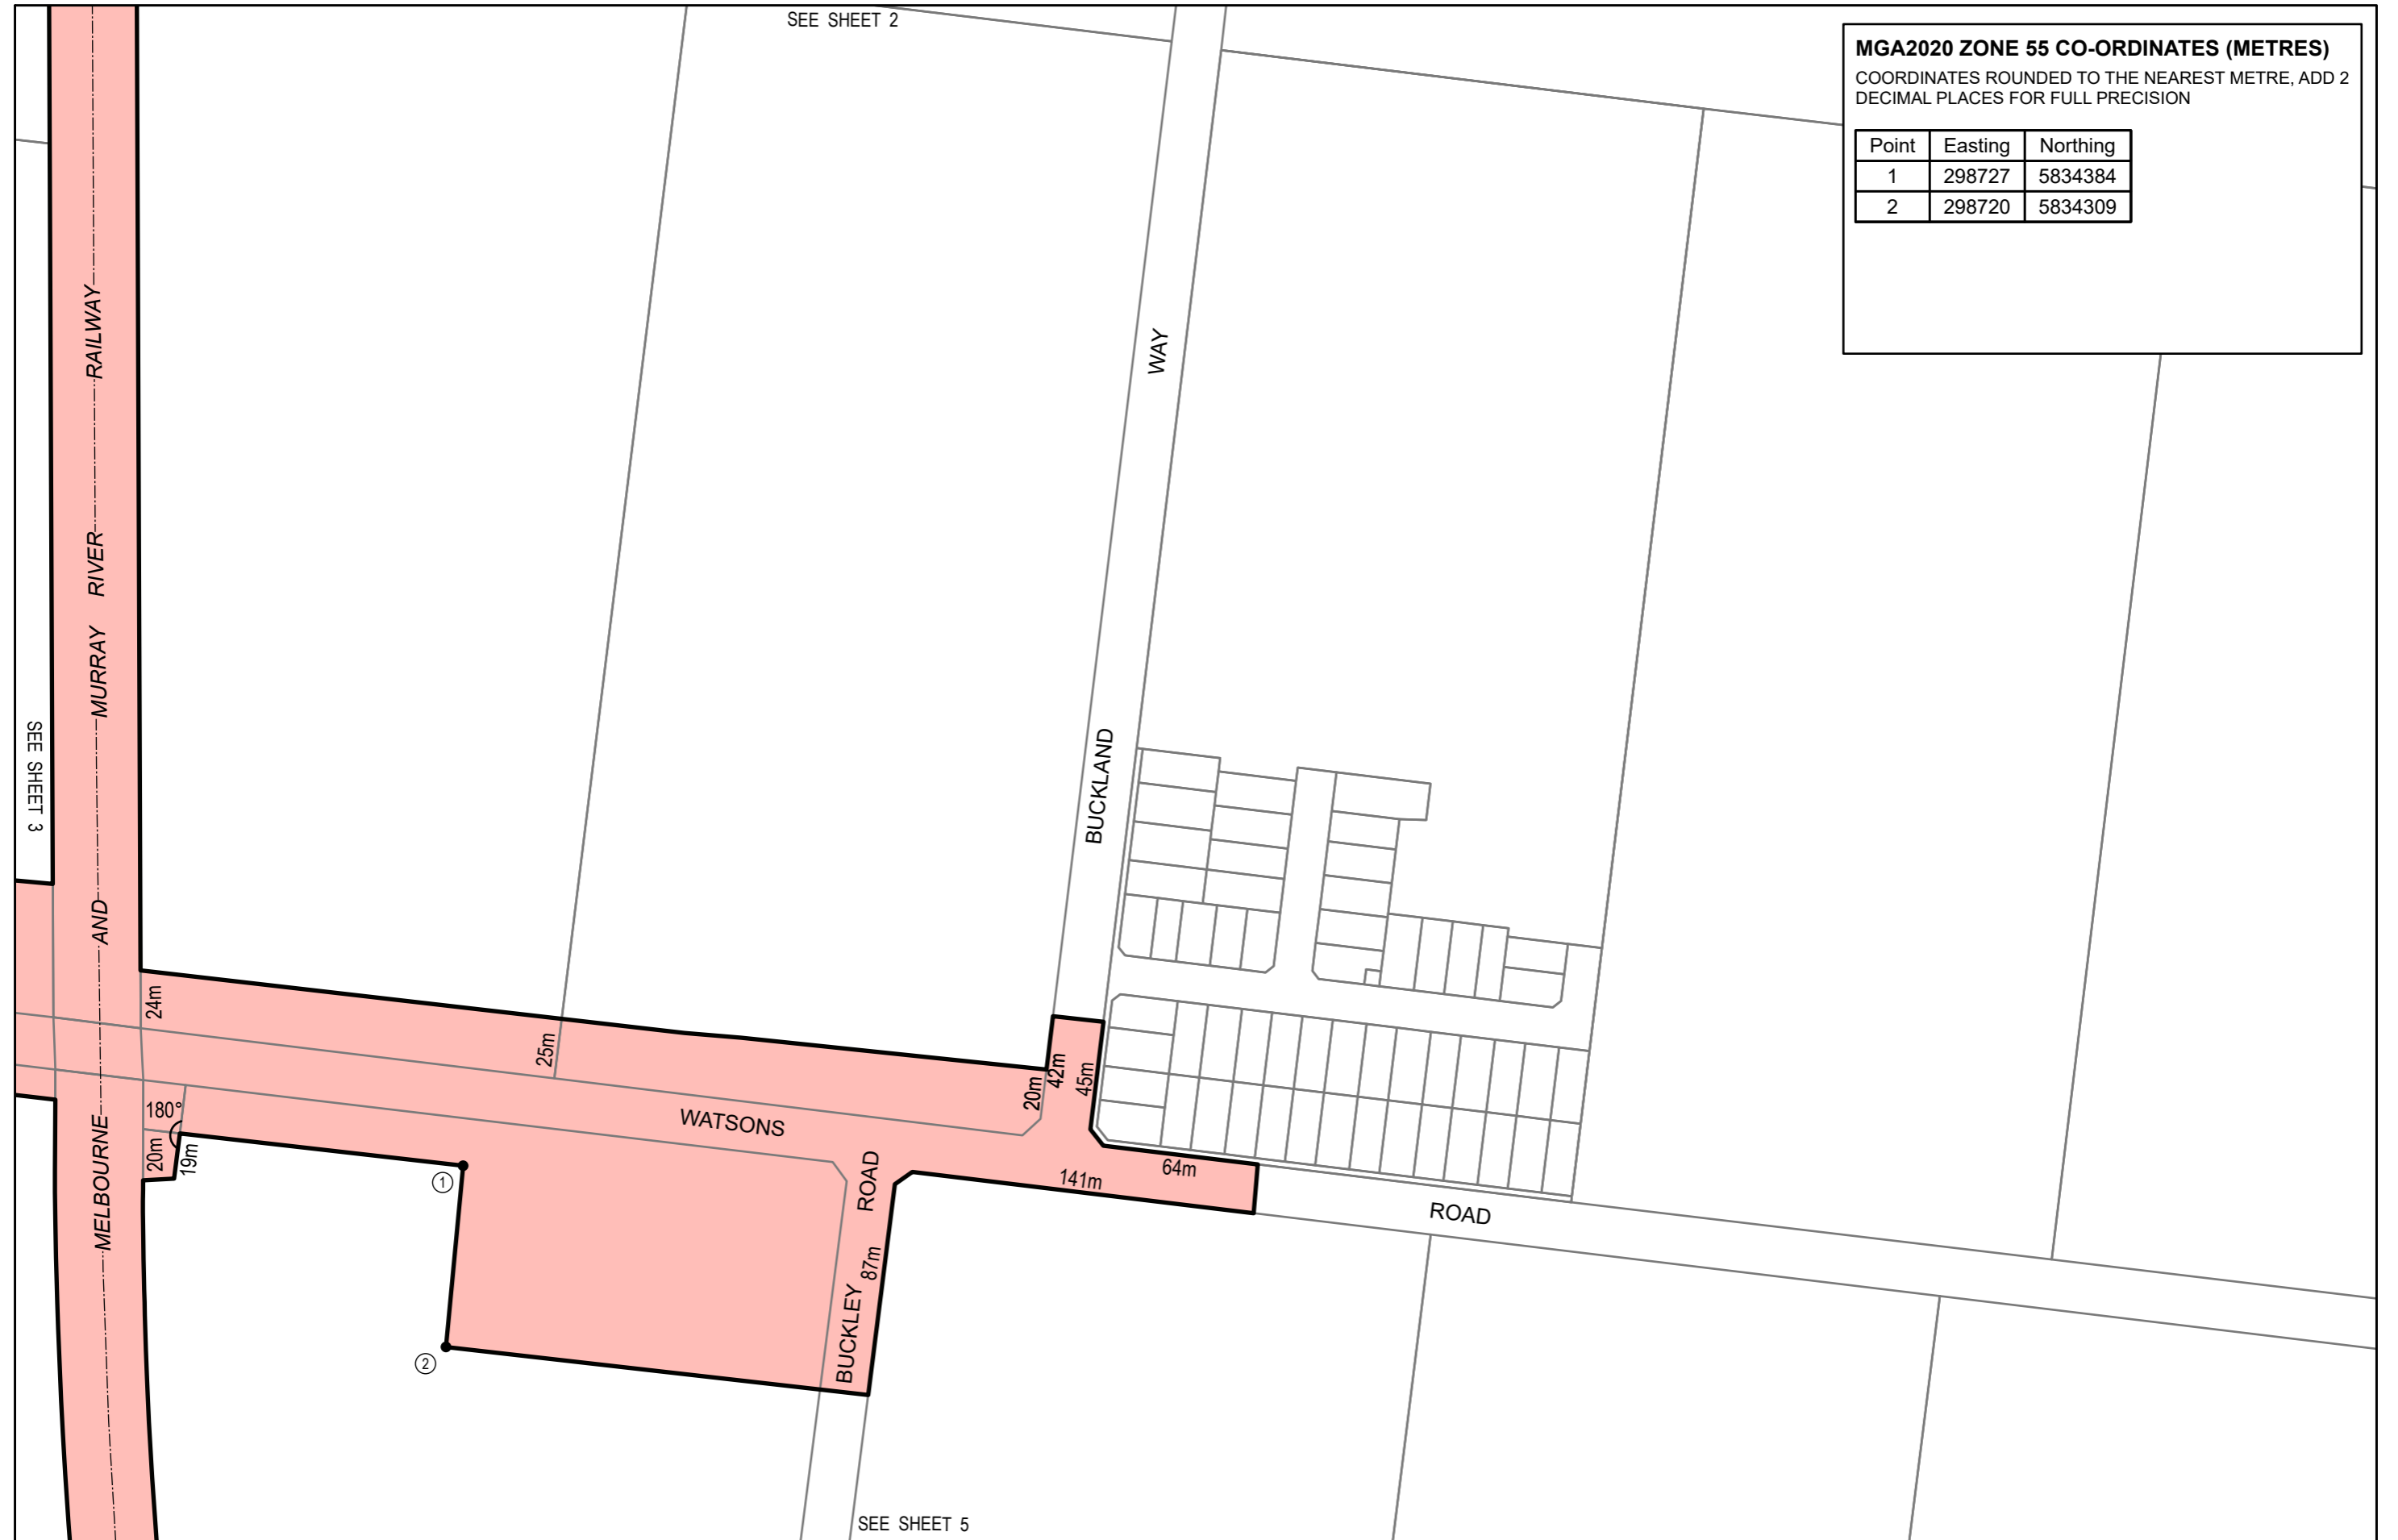 SEE SHEET 2
MGA2020 ZONE 55 CO-ORDINATES (METRES)
COORDINATES ROUNDED TO THE NEAREST METRE, ADD 2
DECIMAL PLACES FOR FULL PRECISION
Point Easting Northing
1 298727 5834384
2 298720 5834309
MELBOURNE AND MURRAY RIVER RAILWAY
SEE SHEET 3
BUCKLAND WAY
24m
25m
20m
42m
45m
180°
20m
19m
WATSONS ROAD
64m
141m
1
2
BUCKLEY ROAD
87m
SEE SHEET 5